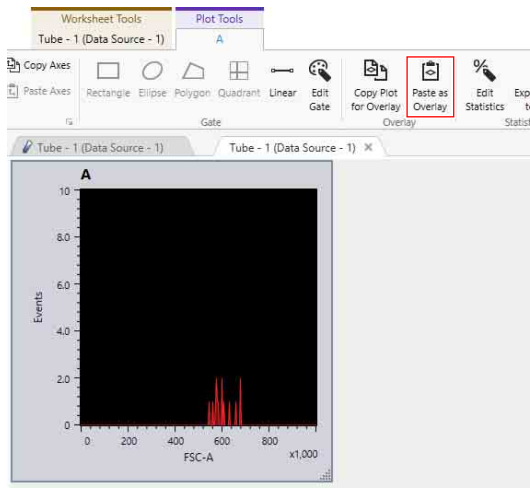 Worksheet Tools
Plot Tools
Tube - 1 (Data Source - 1)
A
Copy Axes
Paste Axes
Rectangle
Ellipse
Polygon
Quadrant
Linear
Edit
Gate
Copy Plot
for Overlay
Paste as
Overlay
Edit
Statistics
Gate
Overlay
Tube - 1 (Data Source - 1)
Tube - 1 (Data Source - 1)
A
10
8.0
6.0
4.0
2.0
0
Events
0 200 400 600 800
FSC-A
x1,000